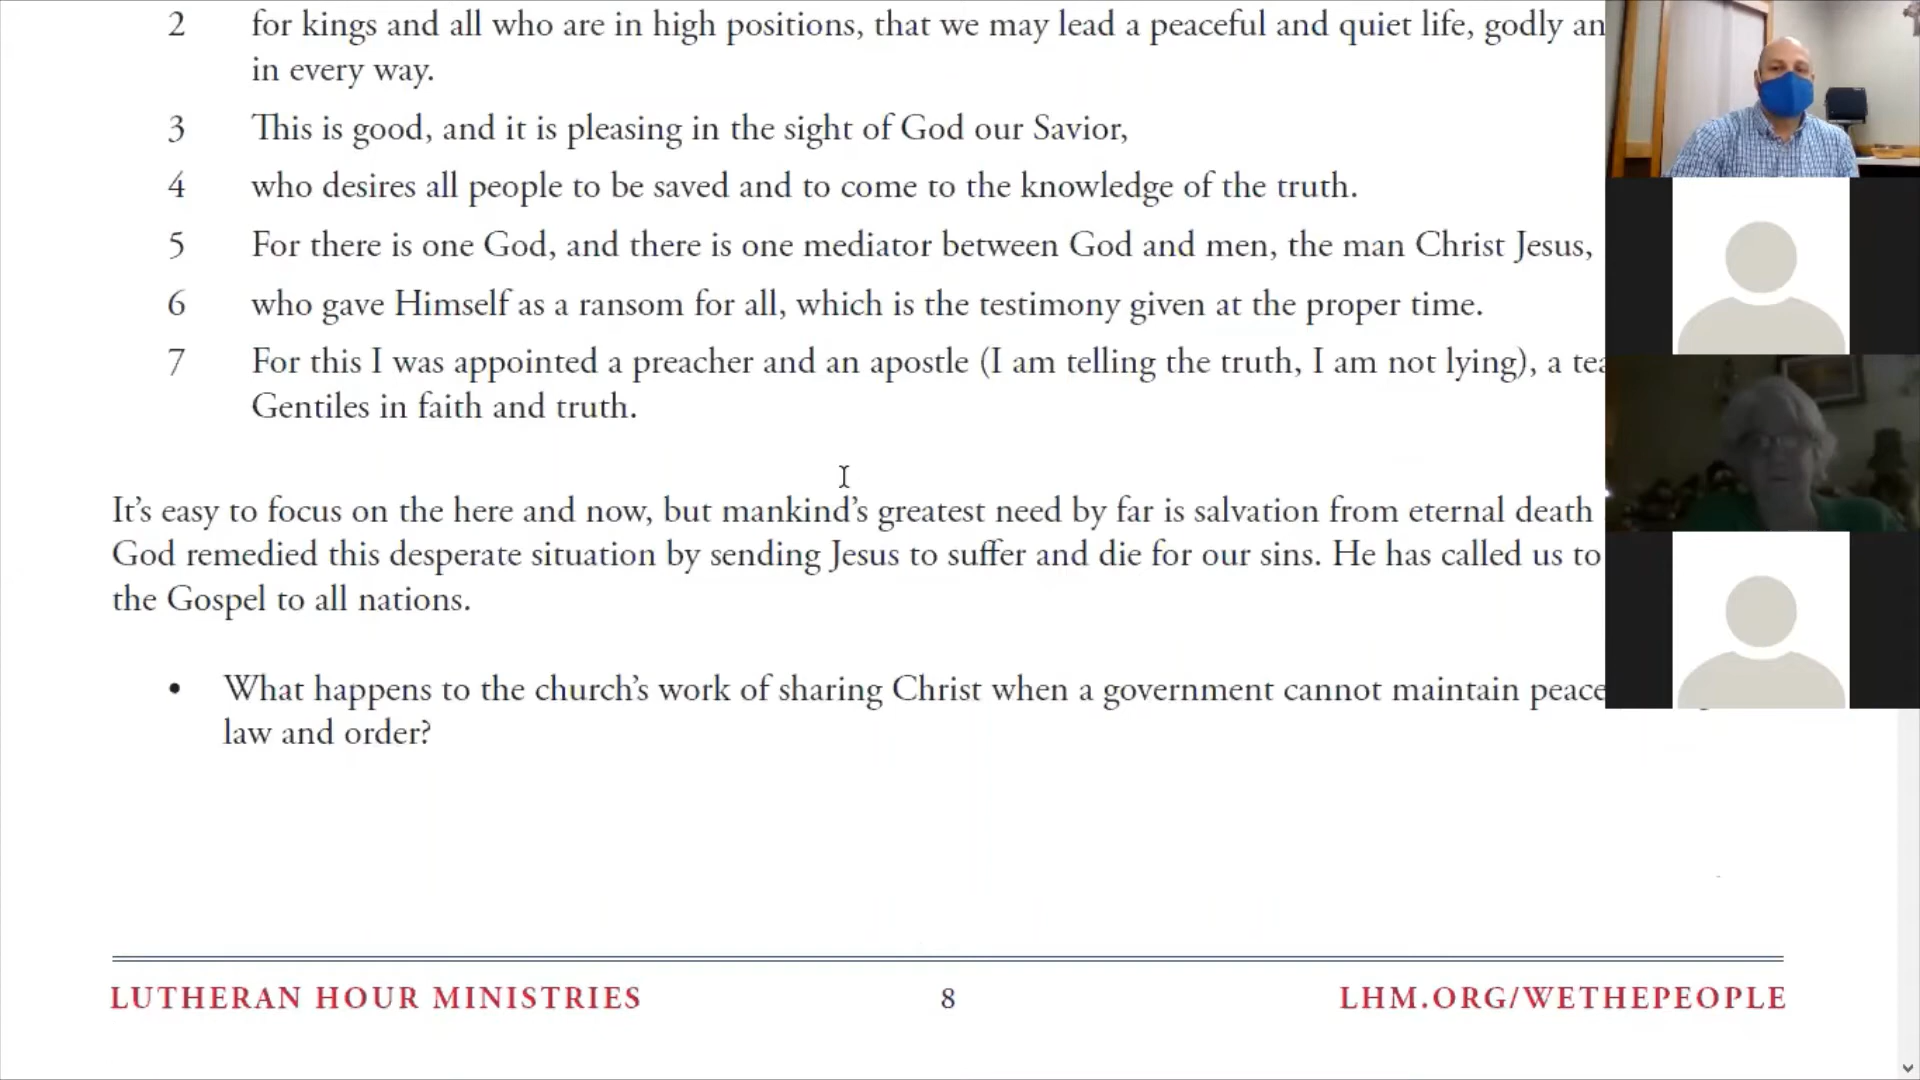 2 for kings and all who are in high positions, that we may lead a peaceful and quiet life, godly an
in every way.
3 This is good, and it is pleasing in the sight of God our Savior,
4 who desires all people to be saved and to come to the knowledge of the truth.
5 For there is one God, and there is one mediator between God and men, the man Christ Jesus,
6 who gave Himself as a ransom for all, which is the testimony given at the proper time.
7 For this I was appointed a preacher and an apostle (I am telling the truth, I am not lying), a tea
Gentiles in faith and truth.
It’s easy to focus on the here and now, but mankind’s greatest need by far is salvation from eternal death
God remedied this desperate situation by sending Jesus to suffer and die for our sins. He has called us to
the Gospel to all nations.
• What happens to the church’s work of sharing Christ when a government cannot maintain peace
law and order?
LUTHERAN HOUR MINISTRIES 8 LHM.ORG/WETHEPEOPLE